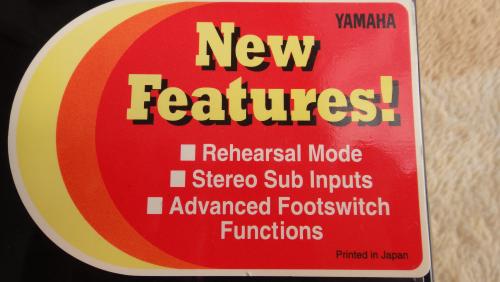 YAMAHA
New
Features!
■ Rehearsal Mode
■ Stereo Sub Inputs
■ Advanced Footswitch
Functions
Printed in Japan